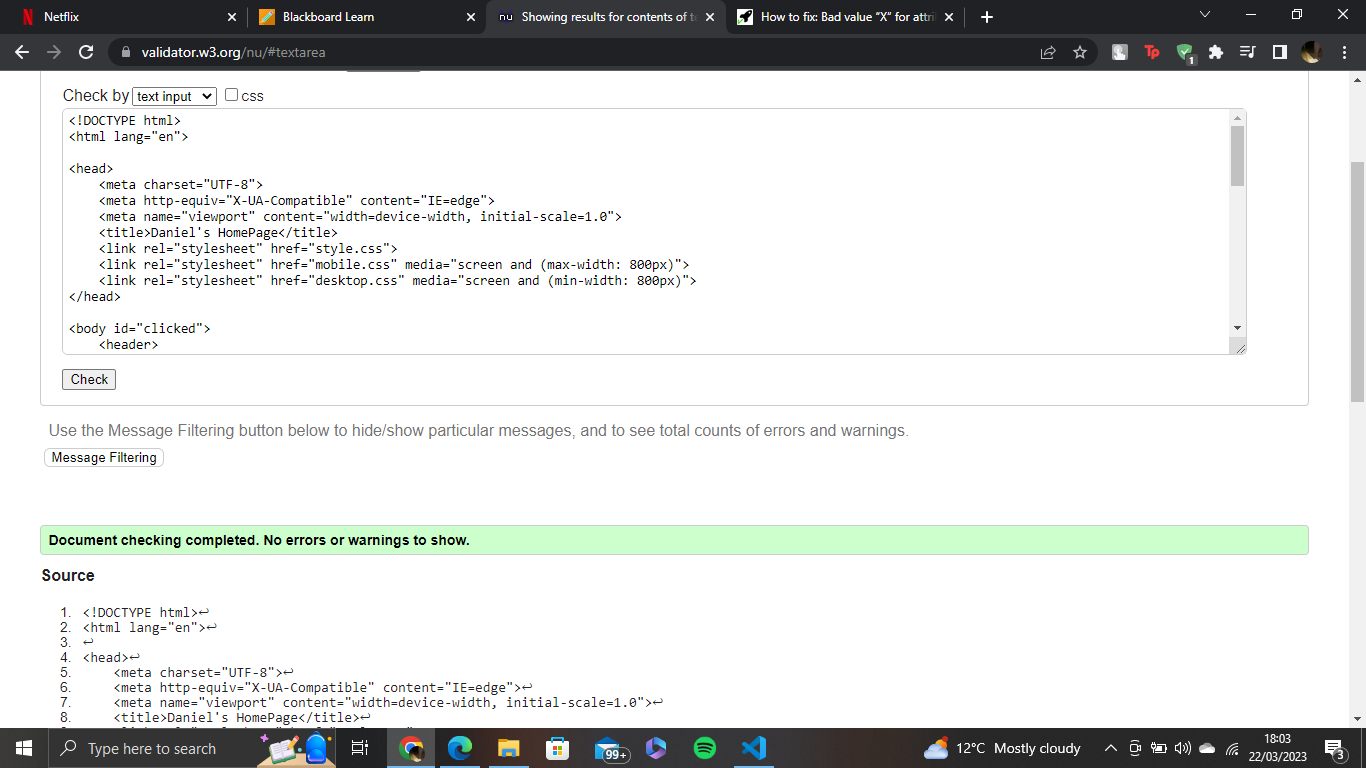 Netflix
Blackboard Learn
nu Showing results for contents of te
How to fix: Bad value “X” for attri
validator.w3.org/nu/#textarea
Tp
1
Check by text input css
<!DOCTYPE html>
<html lang="en">
<head>
<meta charset="UTF-8">
<meta http-equiv="X-UA-Compatible" content="IE=edge">
<meta name="viewport" content="width=device-width, initial-scale=1.0">
<title>Daniel's HomePage</title>
<link rel="stylesheet" href="style.css">
<link rel="stylesheet" href="mobile.css" media="screen and (max-width: 800px)">
<link rel="stylesheet" href="desktop.css" media="screen and (min-width: 800px)">
</head>
<body id="clicked">
<header>
Check
Use the Message Filtering button below to hide/show particular messages, and to see total counts of errors and warnings.
Message Filtering
Document checking completed. No errors or warnings to show.
Source
1. <!DOCTYPE html>↩
2. <html lang="en">↩
3. ↩
4. <head>↩
5. <meta charset="UTF-8">↩
6. <meta http-equiv="X-UA-Compatible" content="IE=edge">↩
7. <meta name="viewport" content="width=device-width, initial-scale=1.0">↩
8. <title>Daniel's HomePage</title>↩
Type here to search
99+
12°C Mostly cloudy
18:03
22/03/2023
3